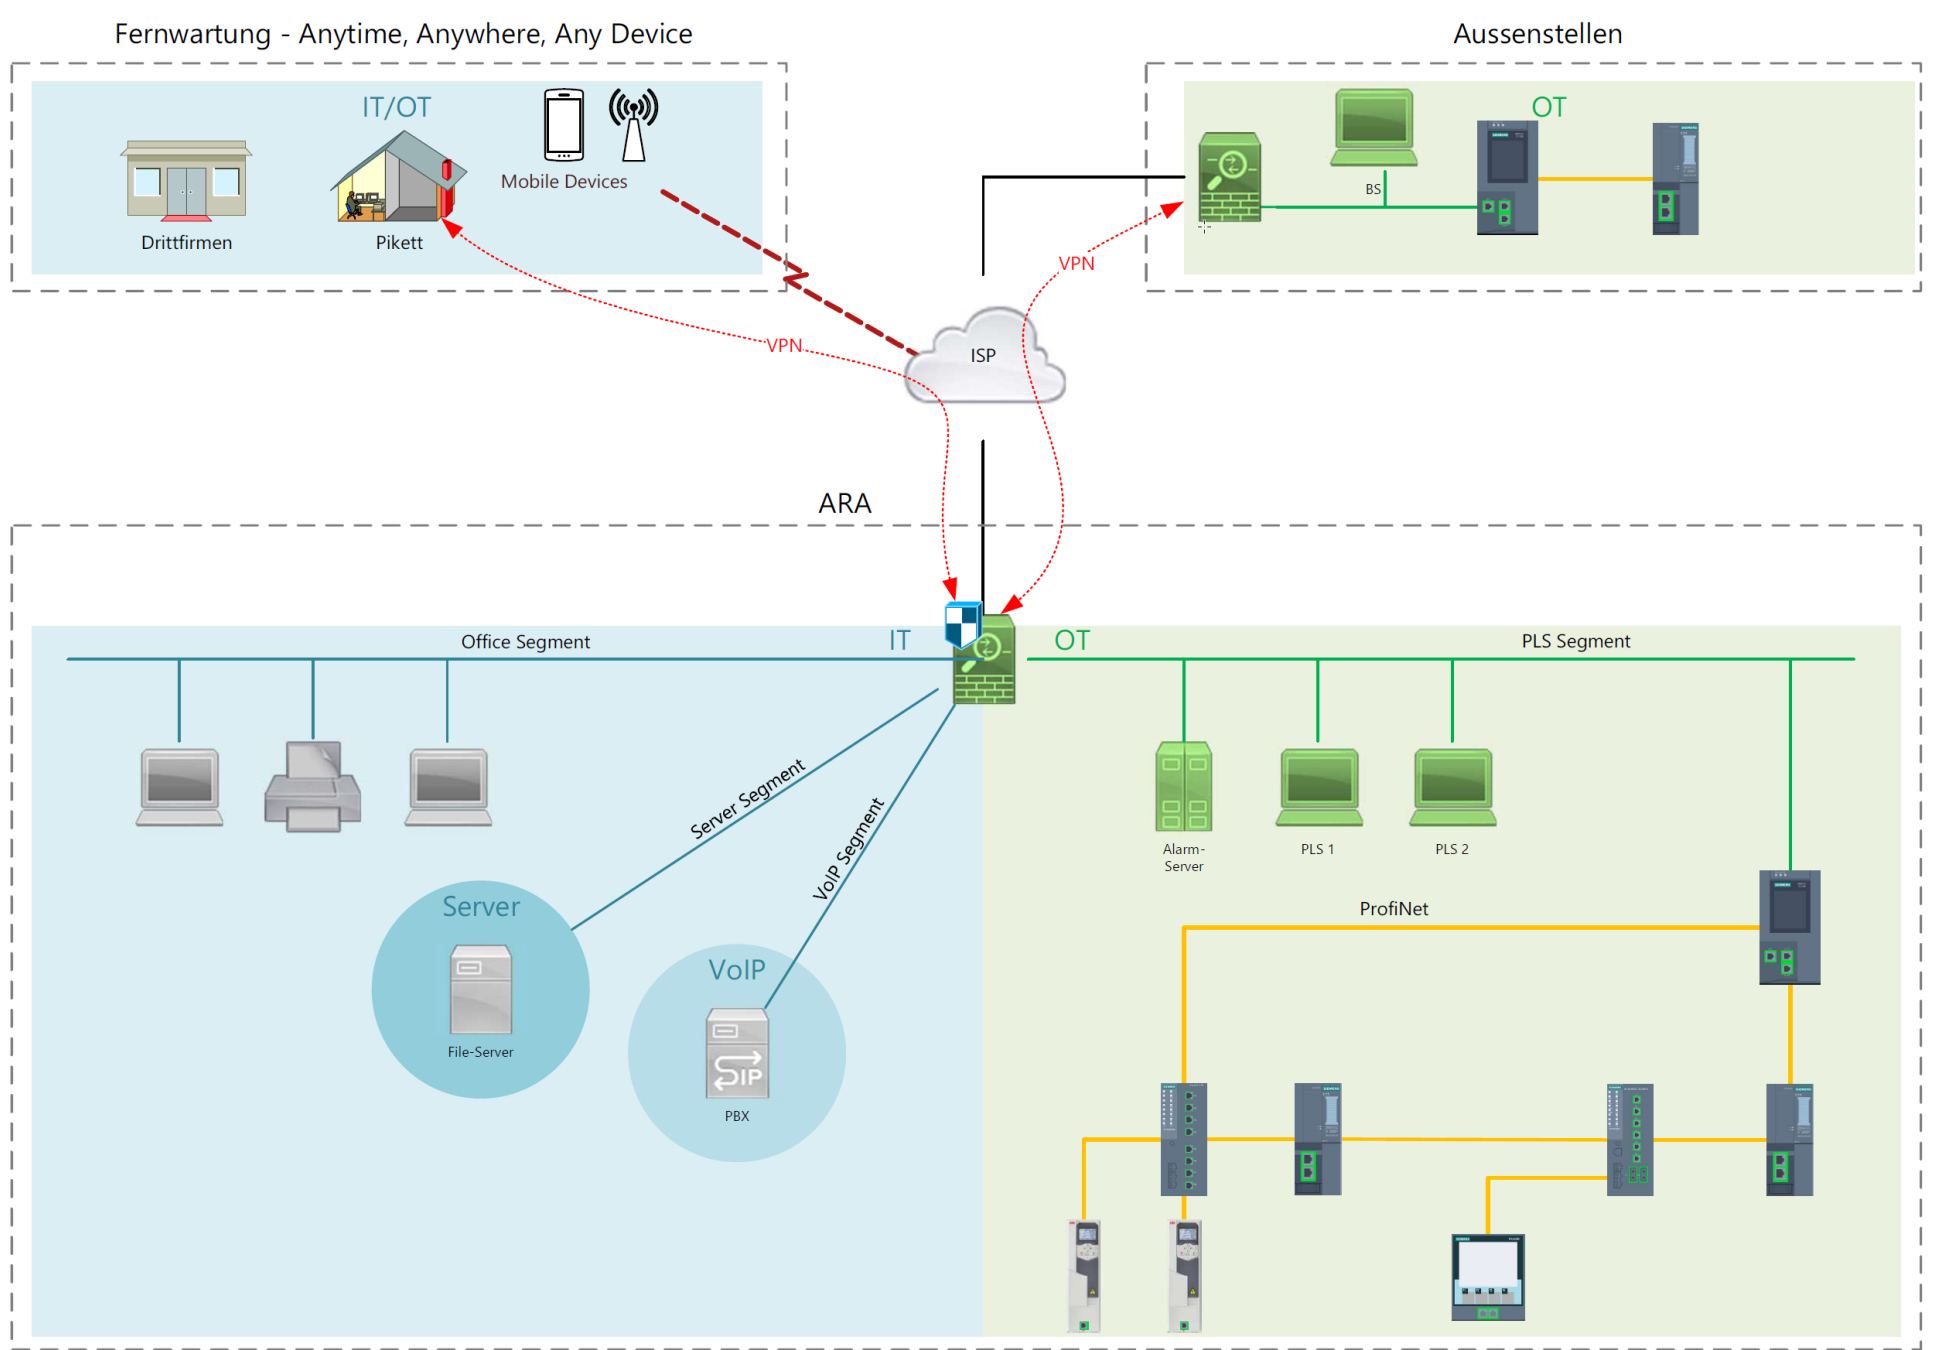 Fernwartung - Anytime, Anywhere, Any Device
Aussenstellen
IT/OT
Mobile Devices
Drittfirmen
Pikett
OT
BS
VPN
VPN
ISP
ARA
Office Segment
IT
OT
PLS Segment
Server Segment
VoIP Segment
Alarm-
Server
PLS 1
PLS 2
Server
File-Server
VoIP
SIP
PBX
ProfiNet